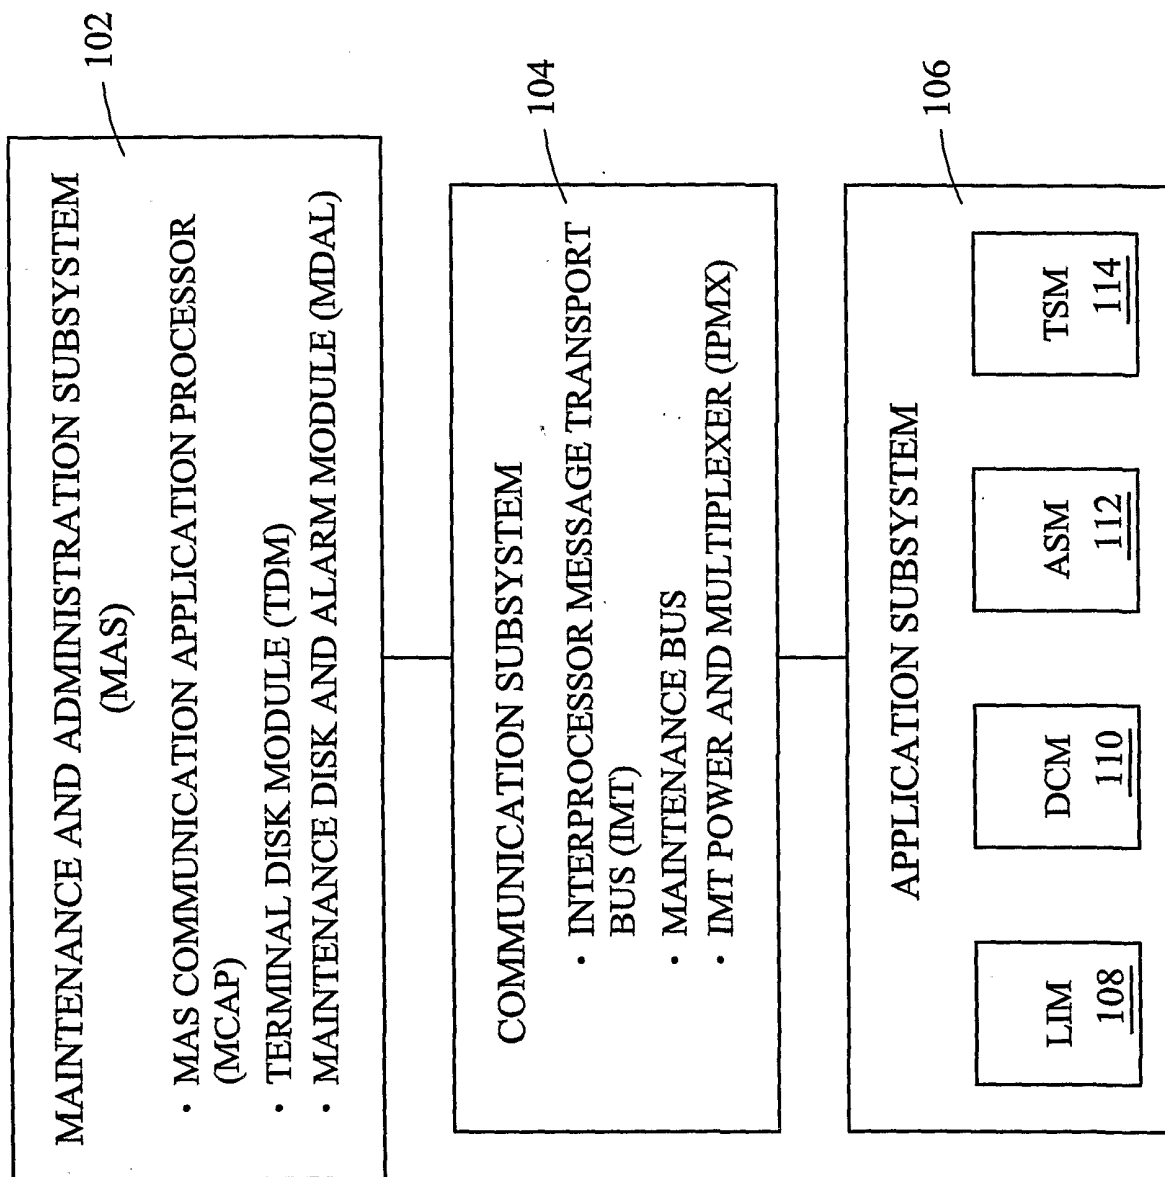 MAINTENANCE AND ADMINISTRATION SUBSYSTEM
(MAS)
102
• MAS COMMUNICATION APPLICATION PROCESSOR
(MCAP)
• TERMINAL DISK MODULE (TDM)
• MAINTENANCE DISK AND ALARM MODULE (MDAL)
COMMUNICATION SUBSYSTEM
104
• INTERPROCESSOR MESSAGE TRANSPORT
BUS (IMT)
• MAINTENANCE BUS
• IMT POWER AND MULTIPLEXER (IPMX)
APPLICATION SUBSYSTEM
106
LIM
108
DCM
110
ASM
112
TSM
114